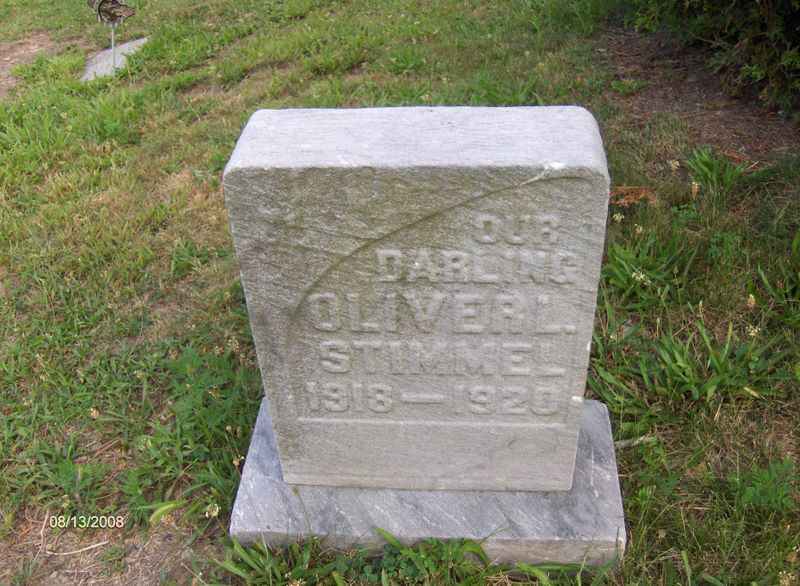 OUR
DARLING
OLIVER L.
STIMMEL
1918 — 1920
08/13/2008